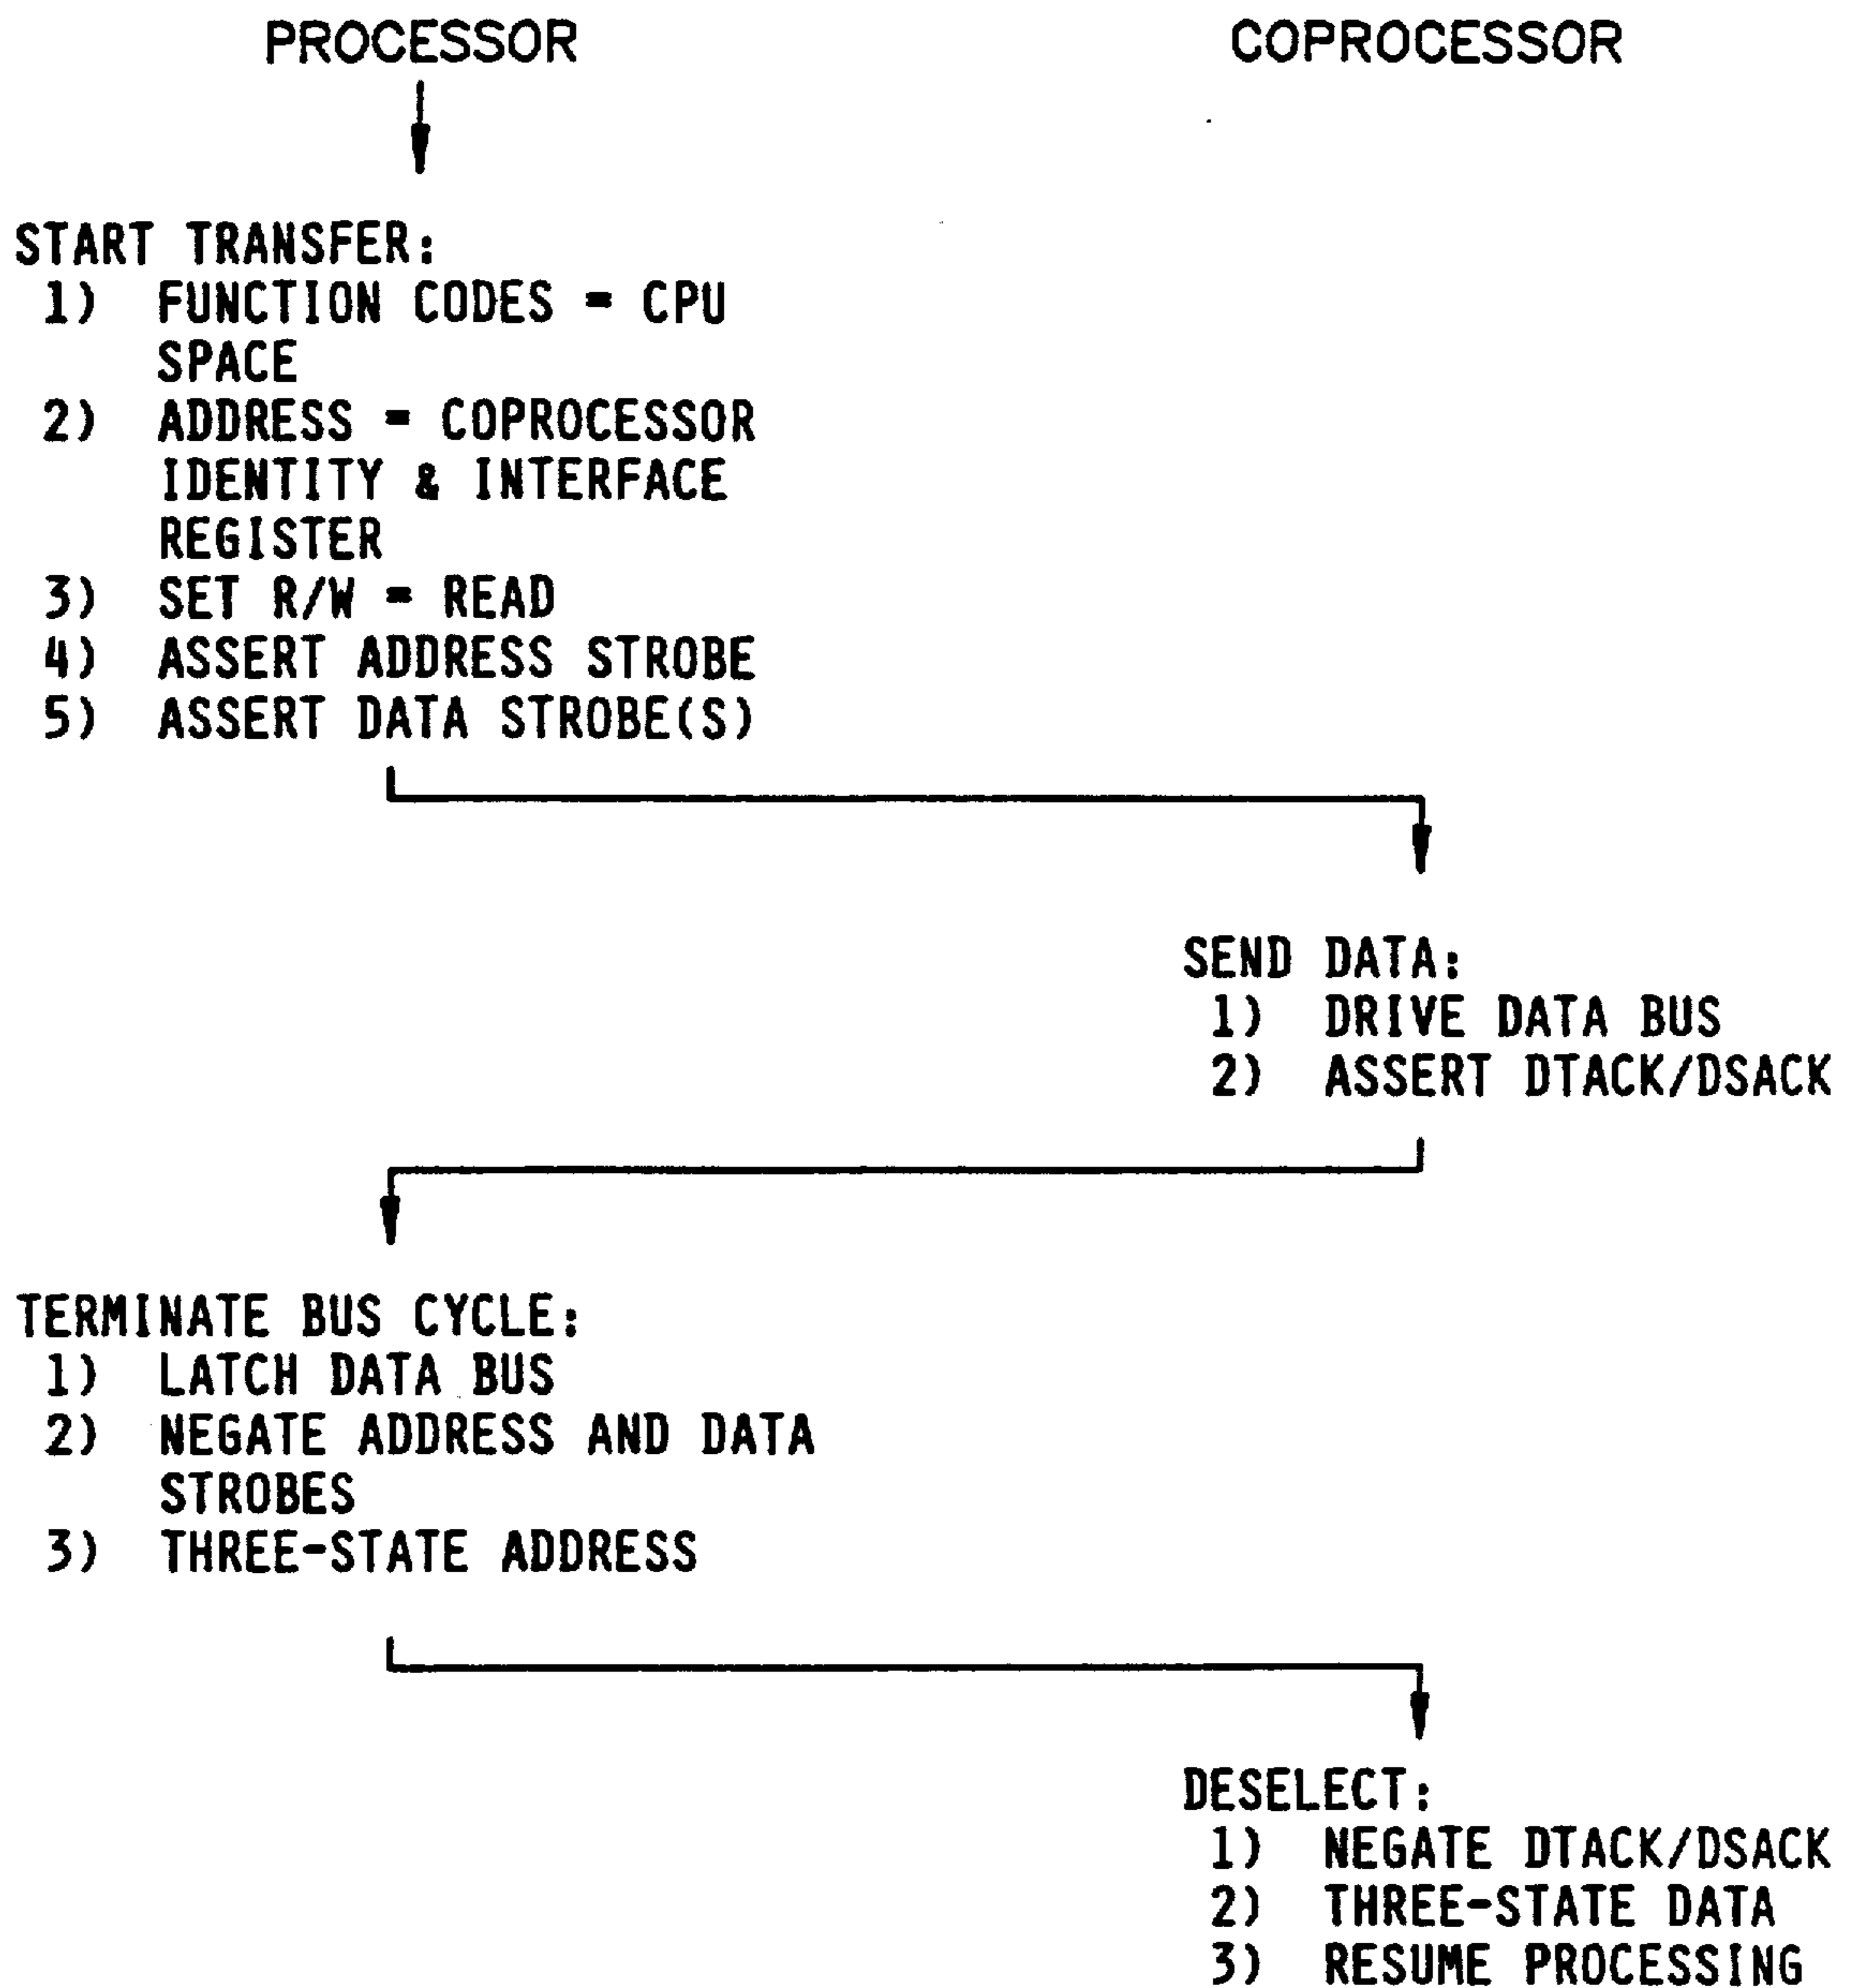 PROCESSOR
COPROCESSOR
START TRANSFER:
1) FUNCTION CODES = CPU
SPACE
2) ADDRESS = COPROCESSOR
IDENTITY & INTERFACE
REGISTER
3) SET R/W = READ
4) ASSERT ADDRESS STROBE
5) ASSERT DATA STROBE(S)
SEND DATA:
1) DRIVE DATA BUS
2) ASSERT DTACK/DSACK
TERMINATE BUS CYCLE:
1) LATCH DATA BUS
2) NEGATE ADDRESS AND DATA
STROBES
3) THREE-STATE ADDRESS
DESELECT:
1) NEGATE DTACK/DSACK
2) THREE-STATE DATA
3) RESUME PROCESSING